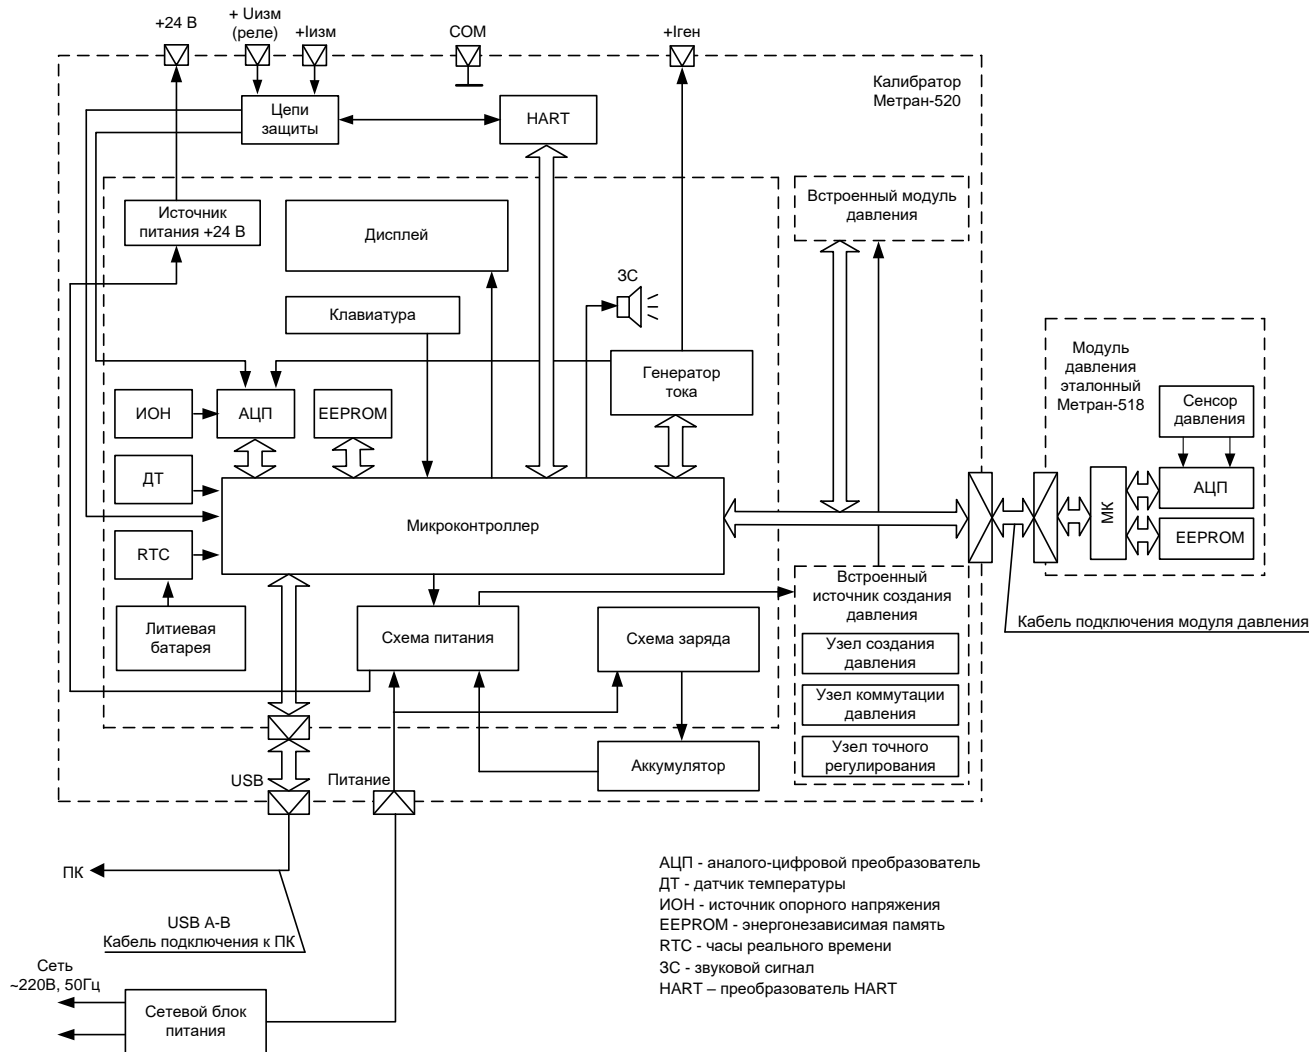 +24 В
+ Uизм
(реле)
+Iизм
COM
+Iген
Калибратор
Метран-520
Цепи
защиты
HART
Источник
питания +24 В
Дисплей
Встроенный модуль
давления
ЗС
Клавиатура
Генератор
тока
Модуль
давления
эталонный
Метран-518
Сенсор
давления
ИОН
АЦП
EEPROM
ДТ
Микроконтроллер
МК
АЦП
EEPROM
RTC
Литиевая
батарея
Схема питания
Схема заряда
Встроенный
источник создания
давления
Узел создания
давления
Узел коммутации
давления
Узел точного
регулирования
Кабель подключения модуля давления
Аккумулятор
USB
Питание
ПК
USB A-B
Кабель подключения к ПК
Сеть
~220В, 50Гц
Сетевой блок
питания
АЦП - аналого-цифровой преобразователь
ДТ - датчик температуры
ИОН - источник опорного напряжения
EEPROM - энергонезависимая память
RTC - часы реального времени
ЗС - звуковой сигнал
HART – преобразователь HART